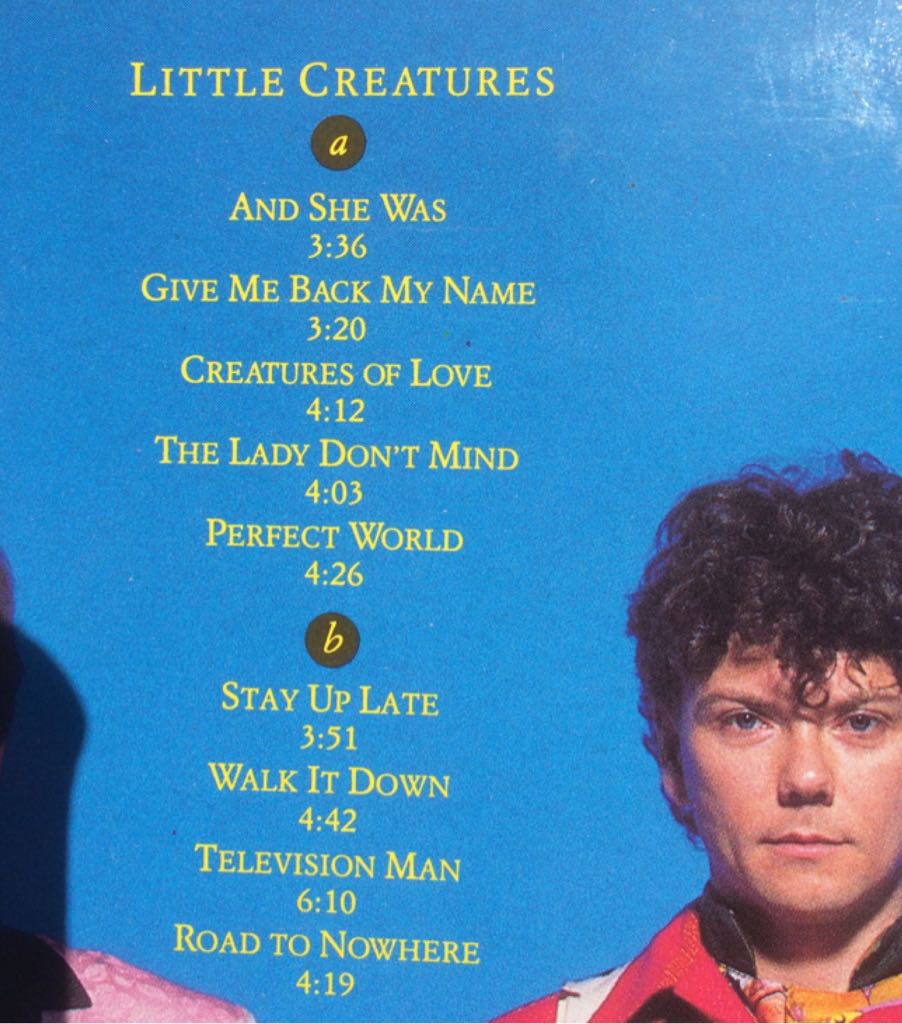 LITTLE CREATURES
a
AND SHE WAS
3:36
GIVE ME BACK MY NAME
3:20
CREATURES OF LOVE
4:12
THE LADY DON'T MIND
4:03
PERFECT WORLD
4:26
b
STAY UP LATE
3:51
WALK IT DOWN
4:42
TELEVISION MAN
6:10
ROAD TO NOWHERE
4:19